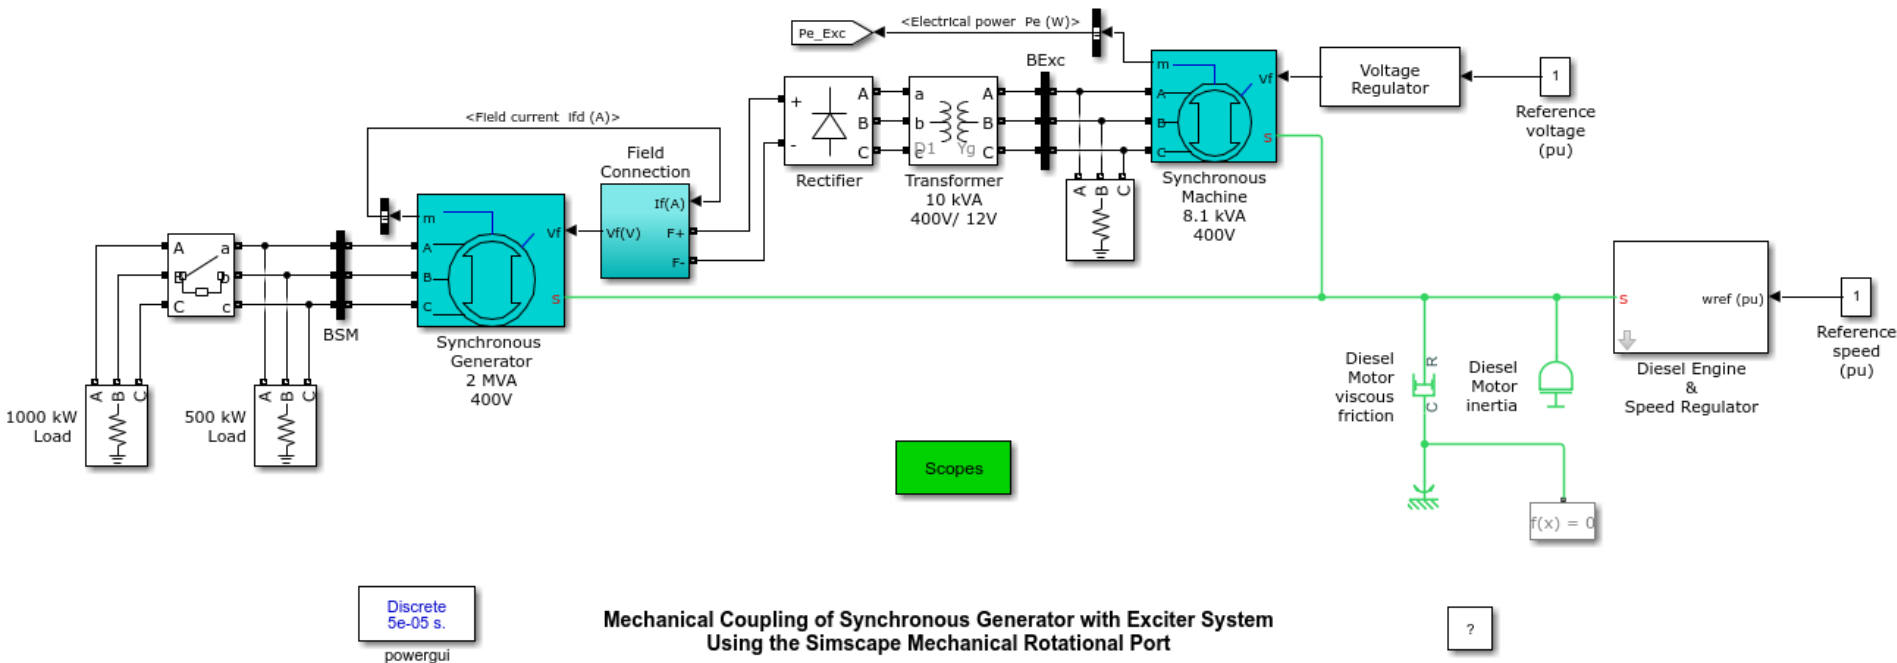 <Electrical power Pe (W)>
Pe_Exc
BExc
m
Vf
A
B
C
s
Voltage
Regulator
1
Reference
voltage
(pu)
Synchronous
Machine
8.1 kVA
400V
+
-
A
B
C
Rectifier
a
b
c
D1
Yg
A
B
C
Transformer
10 kVA
400V/ 12V
A
B
C
<Field current Ifd (A)>
Field
Connection
If(A)
Vf(V)
F+
F-
m
Vf
A
B
C
s
Synchronous
Generator
2 MVA
400V
BSM
A
B
C
a
b
c
A
B
C
1000 kW
Load
A
B
C
500 kW
Load
s
wref (pu)
Diesel Engine
&
Speed Regulator
1
Reference
speed
(pu)
Diesel
Motor
viscous
friction
R
C
Diesel
Motor
inertia
f(x) = 0
Scopes
Discrete
5e-05 s.
powergui
Mechanical Coupling of Synchronous Generator with Exciter System
Using the Simscape Mechanical Rotational Port
?